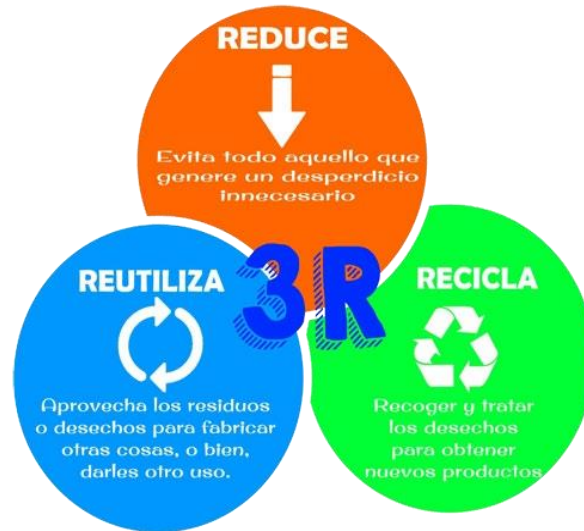 REDUCE
Evita todo aquello que
genere un desperdicio
innecesario
3R
REUTILIZA
Aprovecha los residuos
o desechos para fabricar
otras cosas, o bien,
darles otro uso.
RECICLA
Recoger y tratar
los desechos
para obtener
nuevos productos